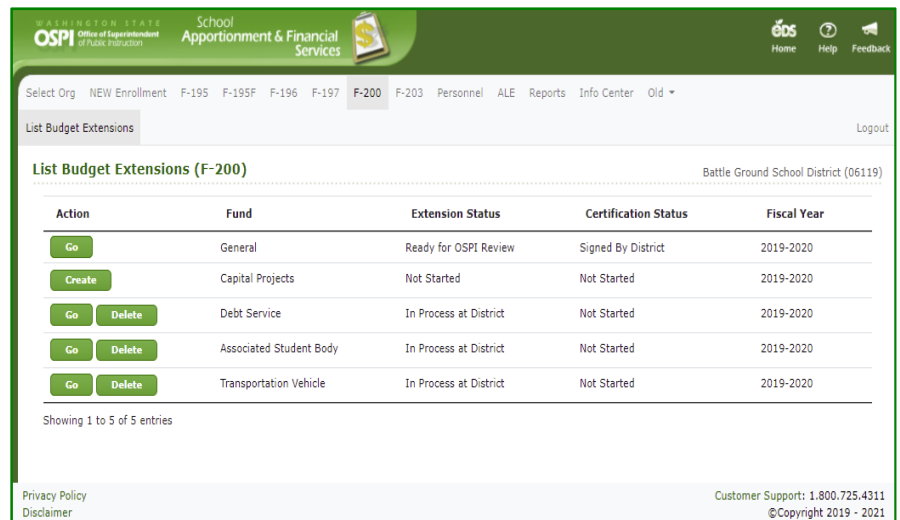 WASHINGTON STATE
OSPI Office of Superintendent of Public Instruction
School Apportionment & Financial Services
eds Home
? Help
Feedback
Select Org NEW Enrollment F-195 F-195F F-196 F-197 F-200 F-203 Personnel ALE Reports Info Center Old
List Budget Extensions Logout
List Budget Extensions (F-200) Battle Ground School District (06119)
Action Fund Extension Status Certification Status Fiscal Year
Go General Ready for OSPI Review Signed By District 2019-2020
Create Capital Projects Not Started Not Started 2019-2020
Go Delete Debt Service In Process at District Not Started 2019-2020
Go Delete Associated Student Body In Process at District Not Started 2019-2020
Go Delete Transportation Vehicle In Process at District Not Started 2019-2020
Showing 1 to 5 of 5 entries
Privacy Policy Customer Support: 1.800.725.4311
Disclaimer ©Copyright 2019 - 2021